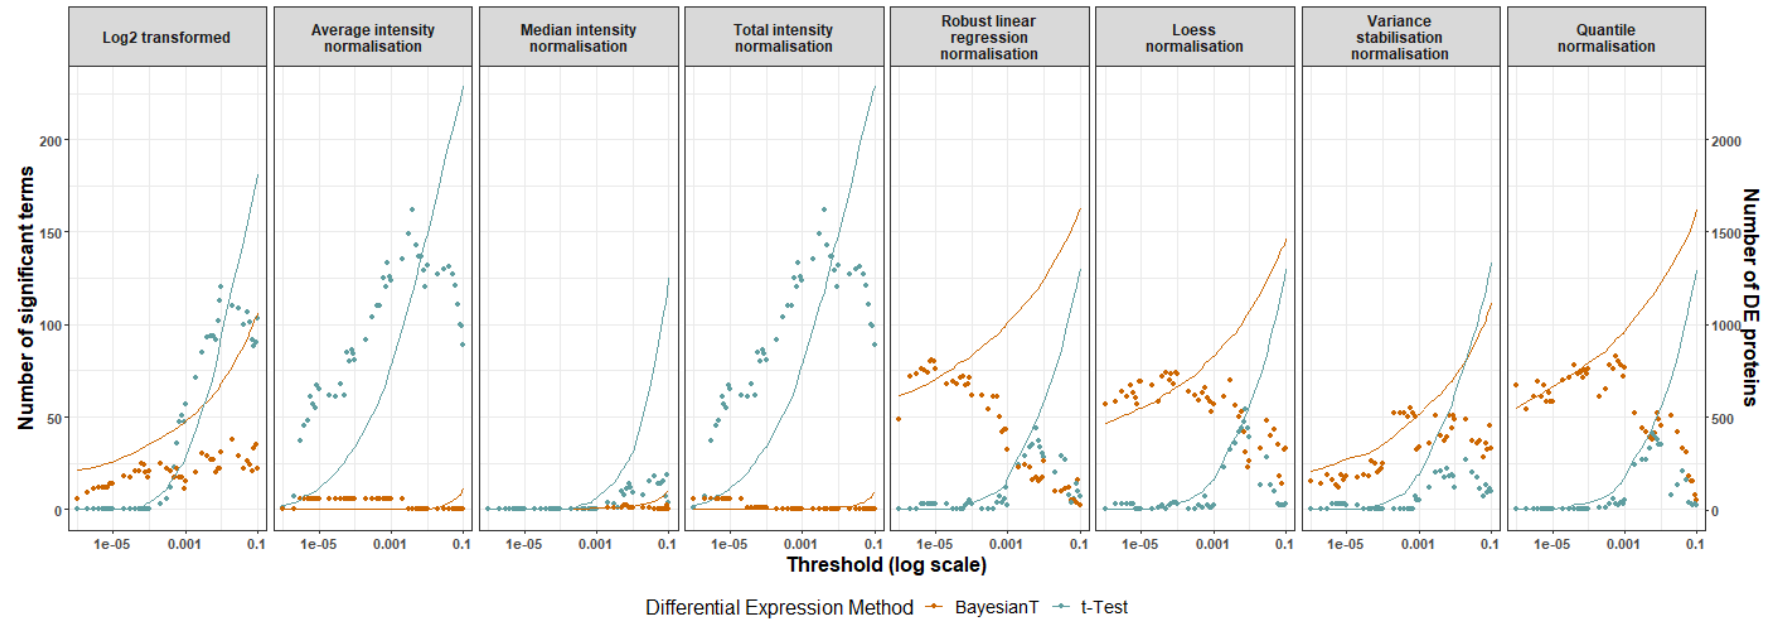 Log2 transformed
Average intensity
normalisation
Median intensity
normalisation
Total intensity
normalisation
Robust linear
regression
normalisation
Loess
normalisation
Variance
stabilisation
normalisation
Quantile
normalisation
Number of significant terms
200
150
100
50
0
2000
1500
1000
500
0
Number of DE proteins
1e-05 0.001 0.1
1e-05 0.001 0.1
1e-05 0.001 0.1
1e-05 0.001 0.1
1e-05 0.001 0.1
1e-05 0.001 0.1
1e-05 0.001 0.1
1e-05 0.001 0.1
Threshold (log scale)
Differential Expression Method BayesianT t-Test